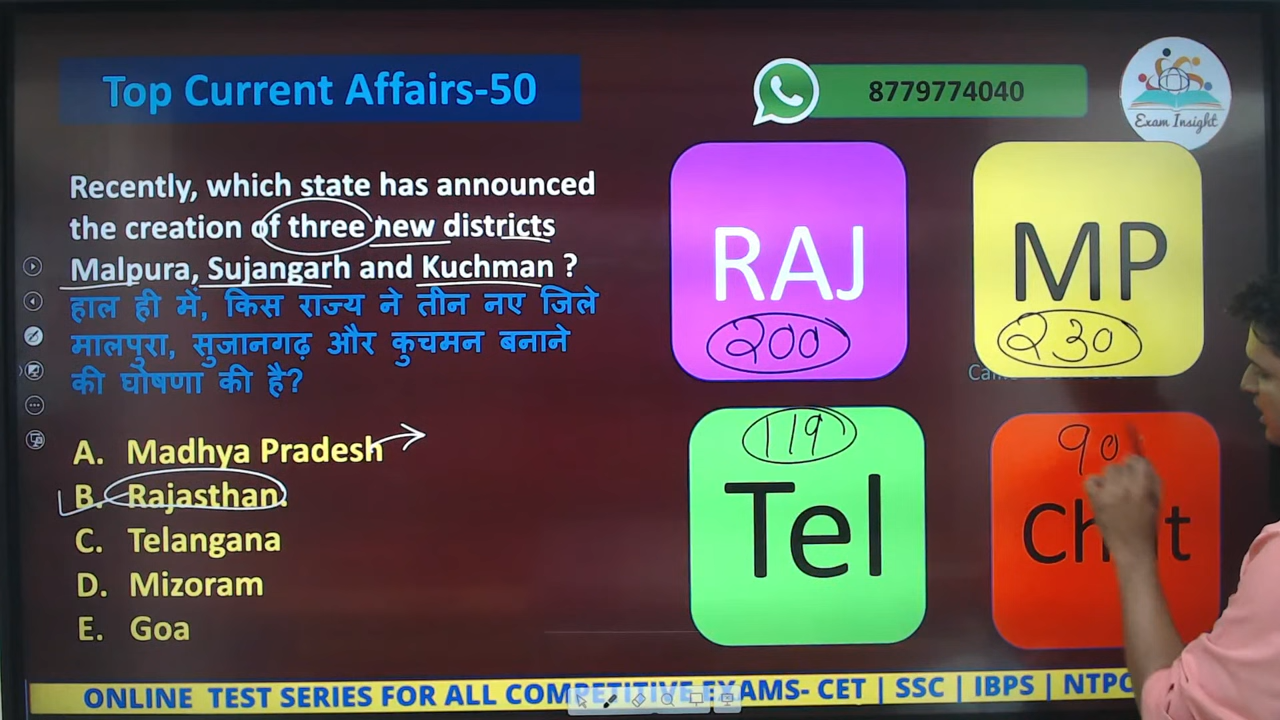 Top Current Affairs-50
8779774040
Exam Insight
Recently, which state has announced
the creation of three new districts
Malpura, Sujangarh and Kuchman ?
हाल ही में, किस राज्य ने तीन नए जिले
मालपुरा, सुजानगढ़ और कुचमन बनाने
की घोषणा की है?
A. Madhya Pradesh
B. Rajasthan.
C. Telangana
D. Mizoram
E. Goa
RAJ
200
MP
230
119
Tel
90
ONLINE TEST SERIES FOR ALL COMPETITIVE EXAMS- CET | SSC | IBPS | NTPC